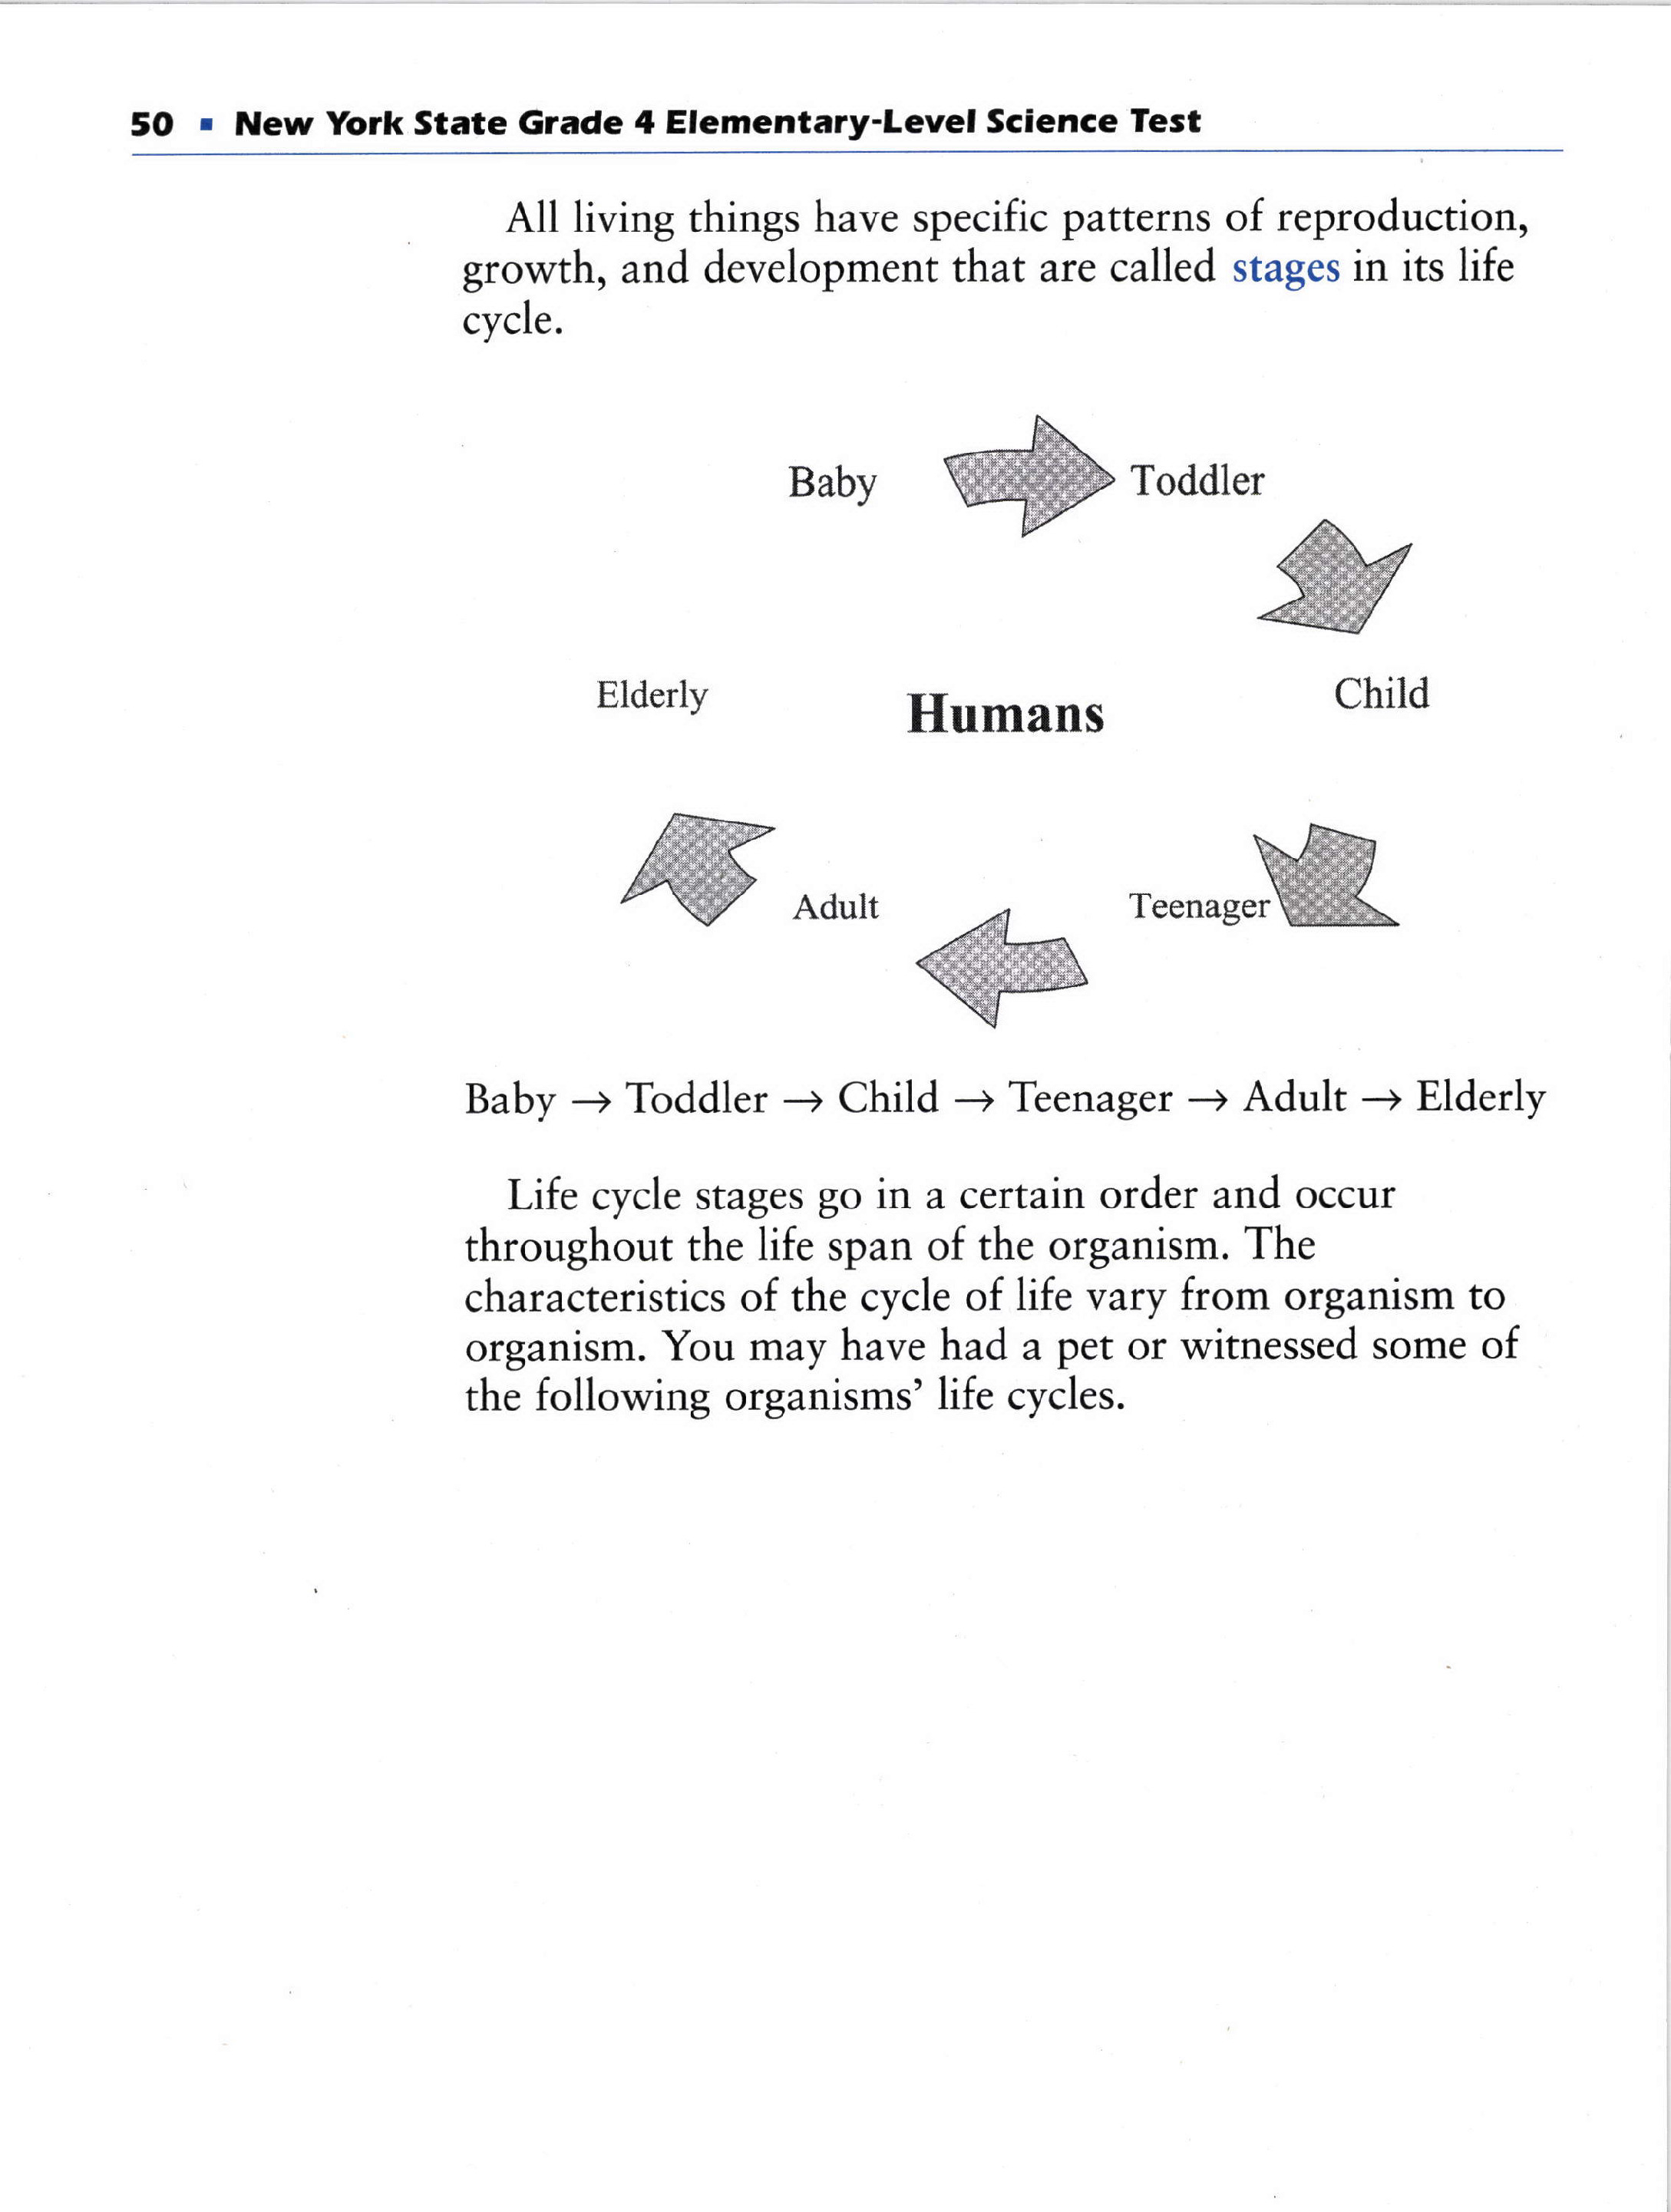 50 ▪ New York State Grade 4 Elementary-Level Science Test
All living things have specific patterns of reproduction,
growth, and development that are called stages in its life
cycle.
Baby
Toddler
Elderly
Humans
Child
Adult
Teenager
Baby → Toddler → Child → Teenager → Adult → Elderly
Life cycle stages go in a certain order and occur
throughout the life span of the organism. The
characteristics of the cycle of life vary from organism to
organism. You may have had a pet or witnessed some of
the following organisms’ life cycles.